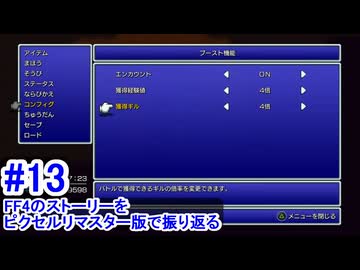 アイテム
まほう
そうび
ステータス
ならびかえ
コンフィグ
ちゅうだん
セーブ
ロード
ブースト機能
エンカウント ◀ ON ▶
獲得経験値 ◀ 4倍 ▶
獲得ギル ◀ 4倍 ▶
7:23
9598
バトルで獲得できるギルの倍率を変更できます。
メニューを閉じる
#13
FF4のストーリーを
ピクセルリマスター版で振り返る